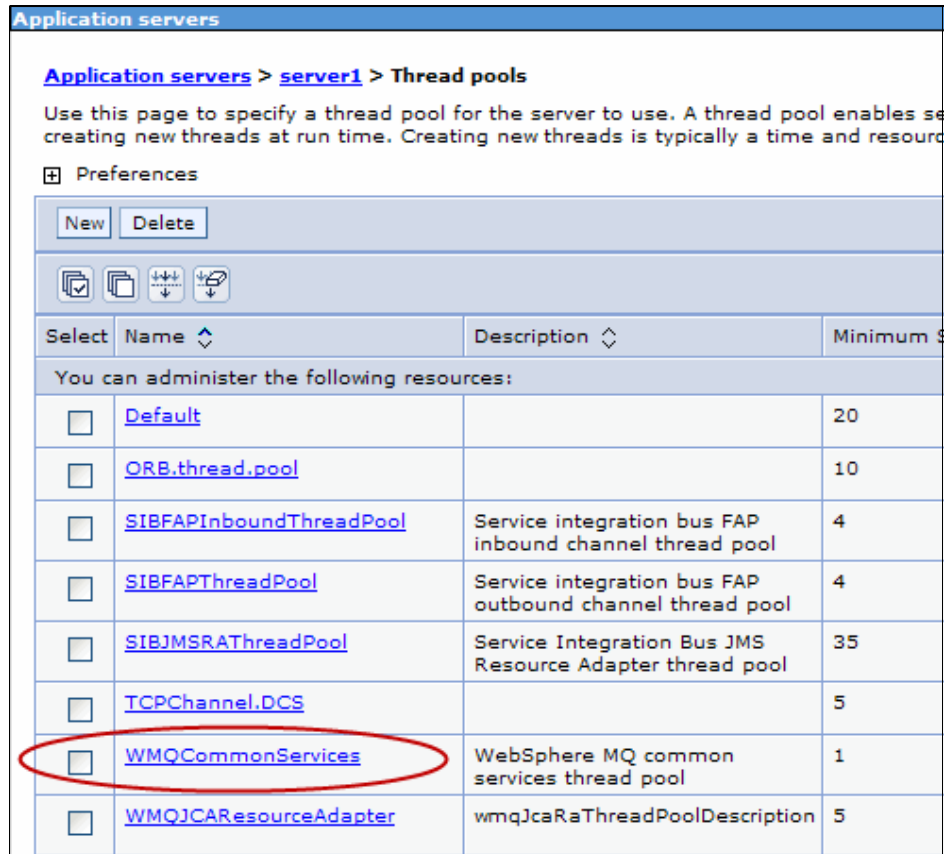 Application servers
Application servers > server1 > Thread pools
Use this page to specify a thread pool for the server to use. A thread pool enables se
creating new threads at run time. Creating new threads is typically a time and resourc
Preferences
New Delete
Select Name Description Minimum S
You can administer the following resources:
Default 20
ORB.thread.pool 10
SIBFAPInboundThreadPool Service integration bus FAP 4
inbound channel thread pool
SIBFAPThreadPool Service integration bus FAP 4
outbound channel thread pool
SIBJMSRAThreadPool Service Integration Bus JMS 35
Resource Adapter thread pool
TCPChannel.DCS 5
WMQCommonServices WebSphere MQ common 1
services thread pool
WMQJCAResourceAdapter wmqJcaRaThreadPoolDescription 5